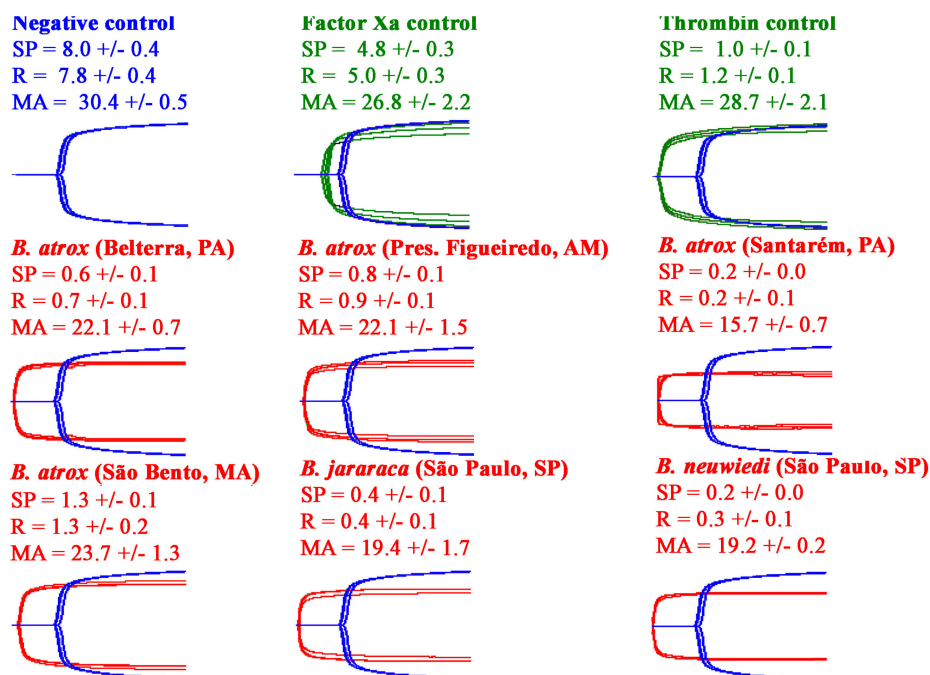 Negative control
SP = 8.0 +/- 0.4
R = 7.8 +/- 0.4
MA = 30.4 +/- 0.5
Factor Xa control
SP = 4.8 +/- 0.3
R = 5.0 +/- 0.3
MA = 26.8 +/- 2.2
Thrombin control
SP = 1.0 +/- 0.1
R = 1.2 +/- 0.1
MA = 28.7 +/- 2.1
B. atrox (Belterra, PA)
SP = 0.6 +/- 0.1
R = 0.7 +/- 0.1
MA = 22.1 +/- 0.7
B. atrox (Pres. Figueiredo, AM)
SP = 0.8 +/- 0.1
R = 0.9 +/- 0.1
MA = 22.1 +/- 1.5
B. atrox (Santarém, PA)
SP = 0.2 +/- 0.0
R = 0.2 +/- 0.1
MA = 15.7 +/- 0.7
B. atrox (São Bento, MA)
SP = 1.3 +/- 0.1
R = 1.3 +/- 0.2
MA = 23.7 +/- 1.3
B. jararaca (São Paulo, SP)
SP = 0.4 +/- 0.1
R = 0.4 +/- 0.1
MA = 19.4 +/- 1.7
B. neuwiedi (São Paulo, SP)
SP = 0.2 +/- 0.0
R = 0.3 +/- 0.1
MA = 19.2 +/- 0.2